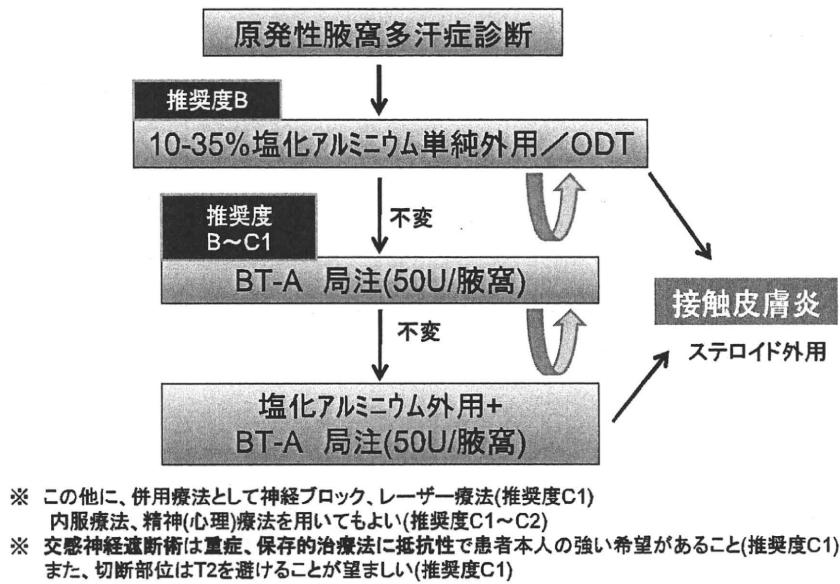 原発性腋窩多汗症診断
推奨度B
10-35%塩化アルミニウム単純外用／ODT
不変
推奨度
B～C1
BT-A 局注(50U/腋窩)
不変
塩化アルミニウム外用+
BT-A 局注(50U/腋窩)
接触皮膚炎
ステロイド外用
※ この他に、併用療法として神経ブロック、レーザー療法(推奨度C1)
内服療法、精神(心理)療法を用いてもよい(推奨度C1～C2)
※ 交感神経遮断術は重症、保存的治療法に抵抗性で患者本人の強い希望があること(推奨度C1)
また、切断部位はT2を避けることが望ましい(推奨度C1)